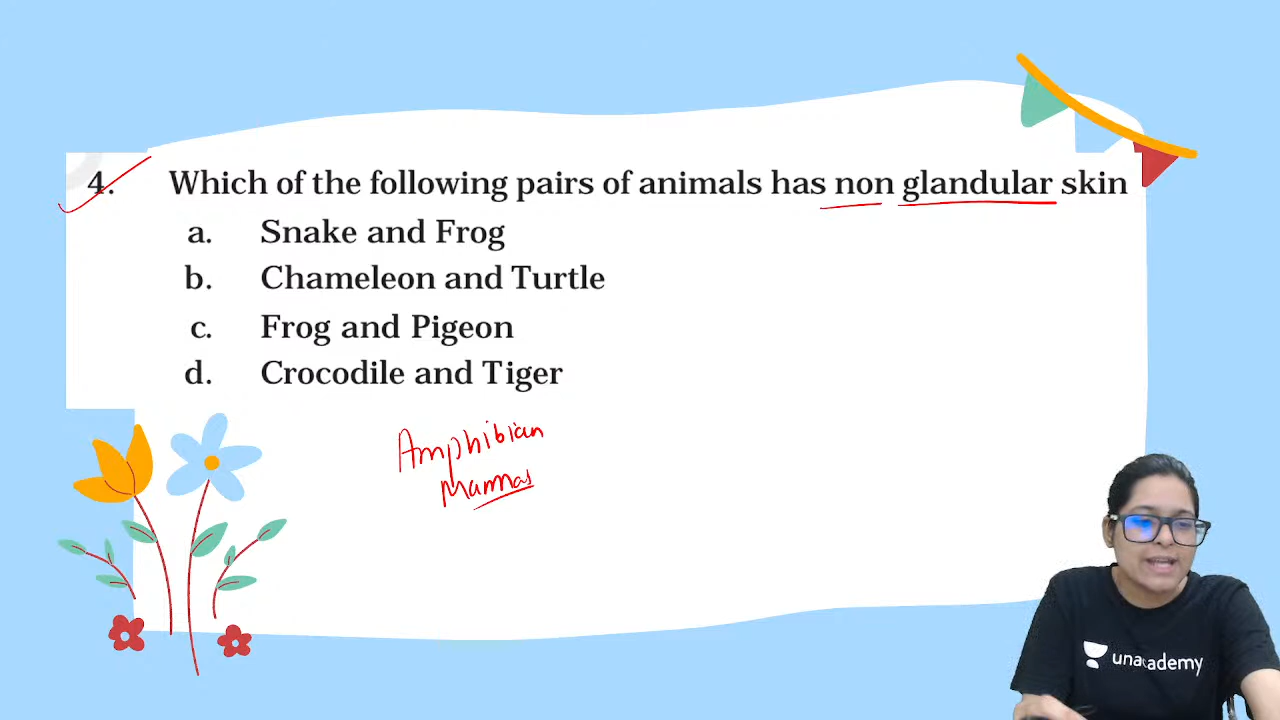 4. Which of the following pairs of animals has non glandular skin
a. Snake and Frog
b. Chameleon and Turtle
c. Frog and Pigeon
d. Crocodile and Tiger
Amphibian
Mammas
unacademy